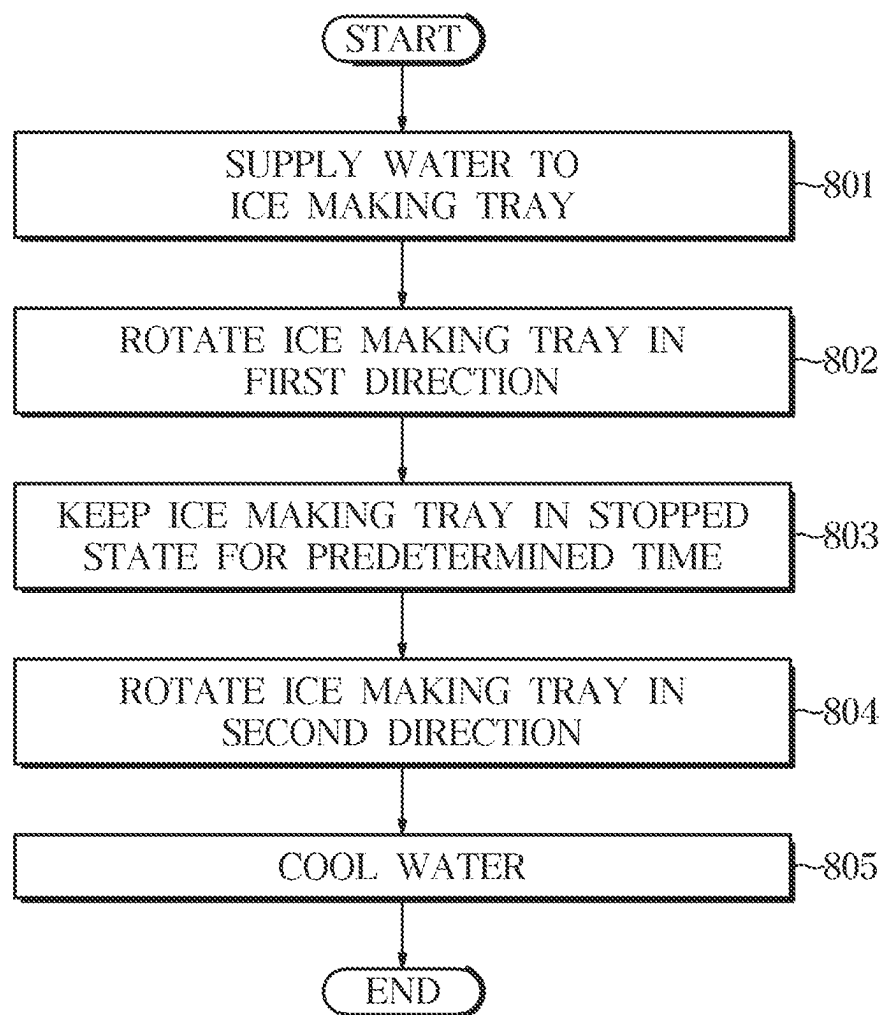 START
SUPPLY WATER TO
ICE MAKING TRAY
801
ROTATE ICE MAKING TRAY IN
FIRST DIRECTION
802
KEEP ICE MAKING TRAY IN STOPPED
STATE FOR PREDETERMINED TIME
803
ROTATE ICE MAKING TRAY IN
SECOND DIRECTION
804
COOL WATER
805
END